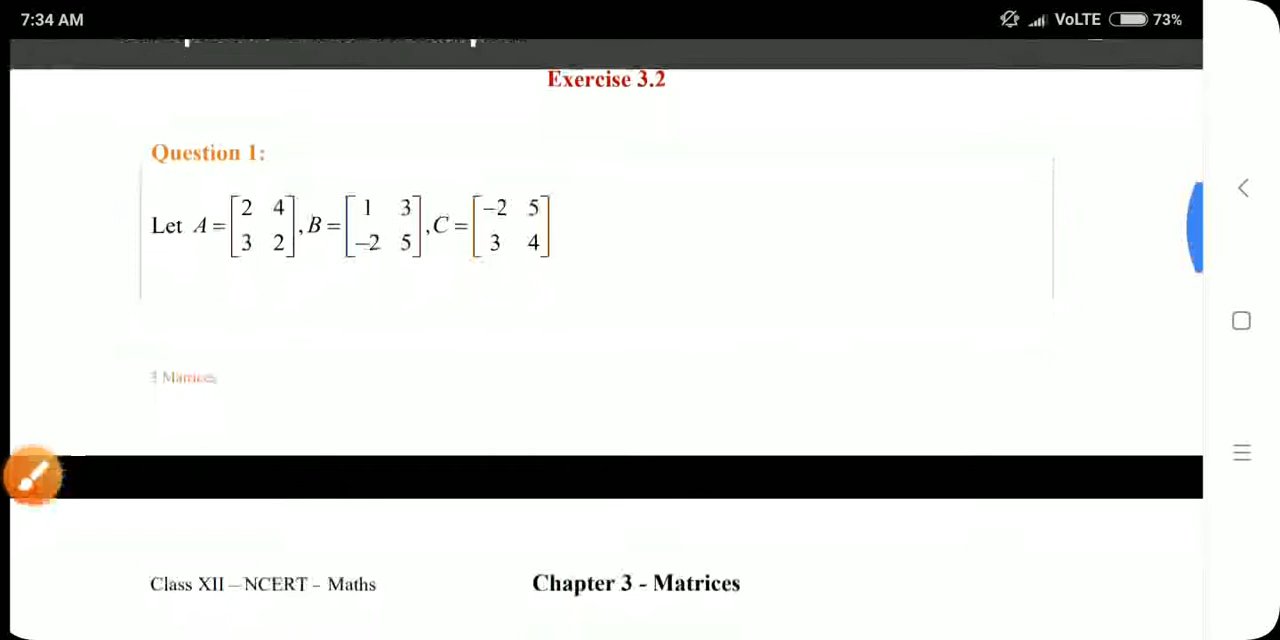 7:34 AM VoLTE 73%
Exercise 3.2
Question 1:
Let A = [2 4
3 2], B = [1 3
-2 5], C = [-2 5
3 4]
Matrices
Class XII – NCERT – Maths Chapter 3 - Matrices